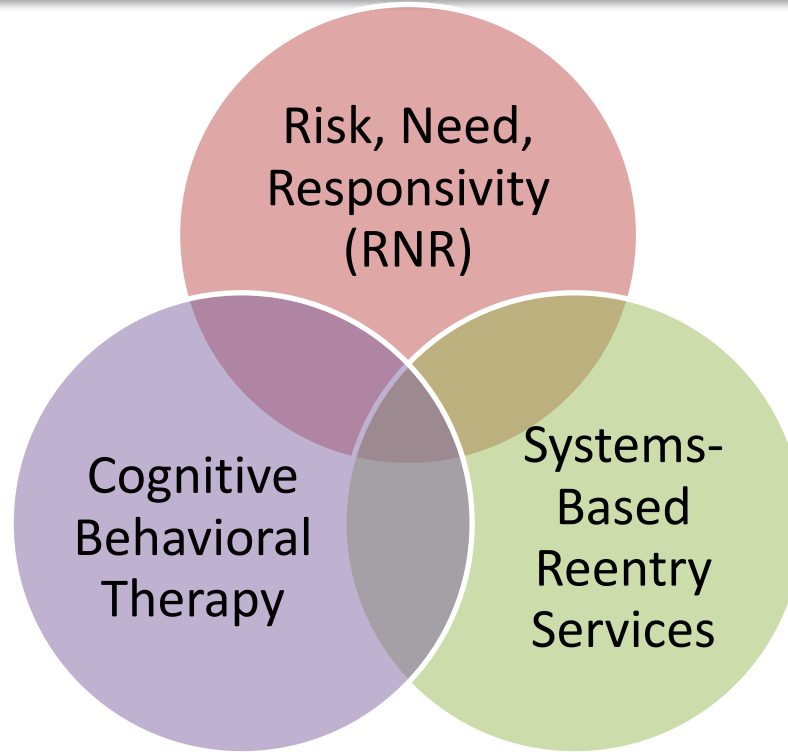 Risk, Need,
Responsivity
(RNR)
Cognitive
Behavioral
Therapy
Systems-
Based
Reentry
Services